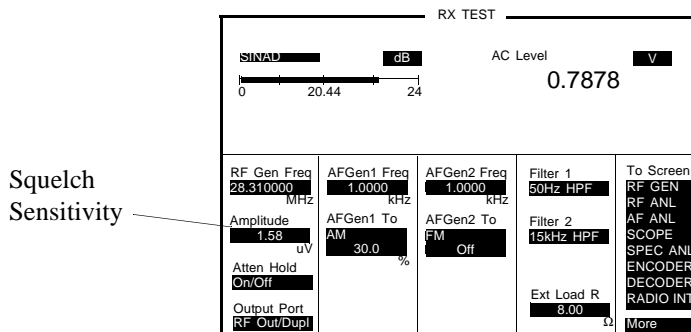 RX TEST
SINAD dB
0 20.44 24
AC Level V
0.7878
Squelch
Sensitivity
RF Gen Freq
28.310000
MHz
Amplitude
1.58
uV
Atten Hold
On/Off
Output Port
RF Out/Dupl
AFGen1 Freq
1.0000
kHz
AFGen1 To
AM
30.0
%
AFGen2 Freq
1.0000
kHz
AFGen2 To
FM
Off
Filter 1
50Hz HPF
Filter 2
15kHz HPF
Ext Load R
8.00
Ω
To Screen
RF GEN
RF ANL
AF ANL
SCOPE
SPEC ANL
ENCODER
DECODER
RADIO INT
More